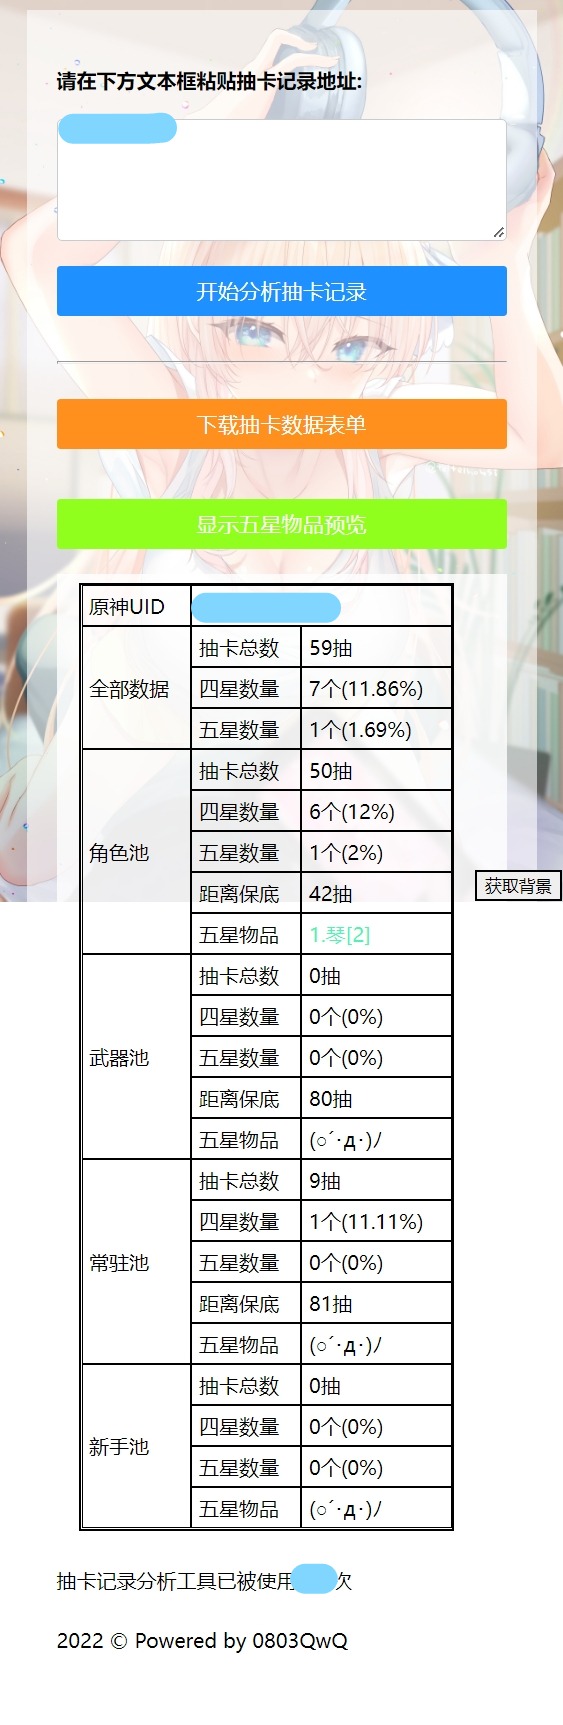 请在下方文本框粘贴抽卡记录地址:
开始分析抽卡记录
下载抽卡数据表单
显示五星物品预览
原神UID
全部数据
抽卡总数 59抽
四星数量 7个(11.86%)
五星数量 1个(1.69%)
角色池
抽卡总数 50抽
四星数量 6个(12%)
五星数量 1个(2%)
距离保底 42抽
五星物品 1.琴[2]
获取背景
武器池
抽卡总数 0抽
四星数量 0个(0%)
五星数量 0个(0%)
距离保底 80抽
五星物品 (○´･д･)ﾉ
常驻池
抽卡总数 9抽
四星数量 1个(11.11%)
五星数量 0个(0%)
距离保底 81抽
五星物品 (○´･д･)ﾉ
新手池
抽卡总数 0抽
四星数量 0个(0%)
五星数量 0个(0%)
五星物品 (○´･д･)ﾉ
抽卡记录分析工具已被使用 次
2022 © Powered by 0803QwQ